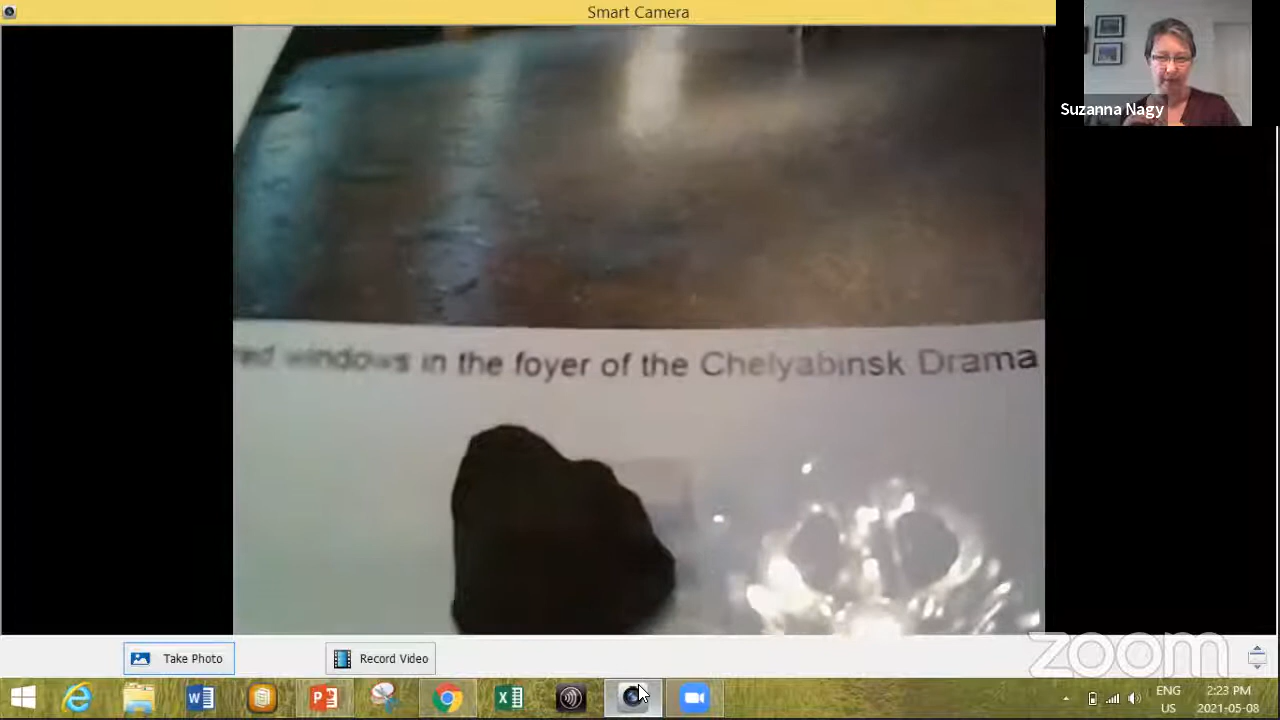 Smart Camera
Suzanna Nagy
red windows in the foyer of the Chelyabinsk Drama
Take Photo
Record Video
zoom
ENG
US
2:23 PM
2021-05-08